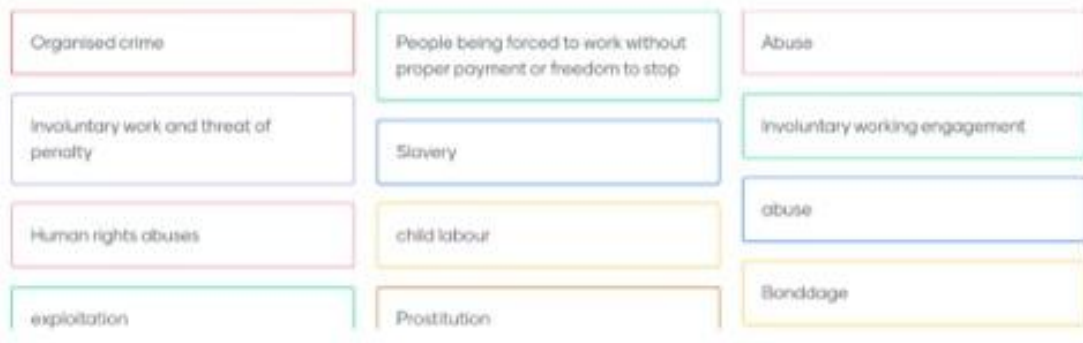 Organised crime
Involuntary work and threat of
penalty
Human rights abuses
exploitation
People being forced to work without
proper payment or freedom to stop
Slavery
child labour
Prostitution
Abuse
Involuntary working engagement
abuse
Bonddage